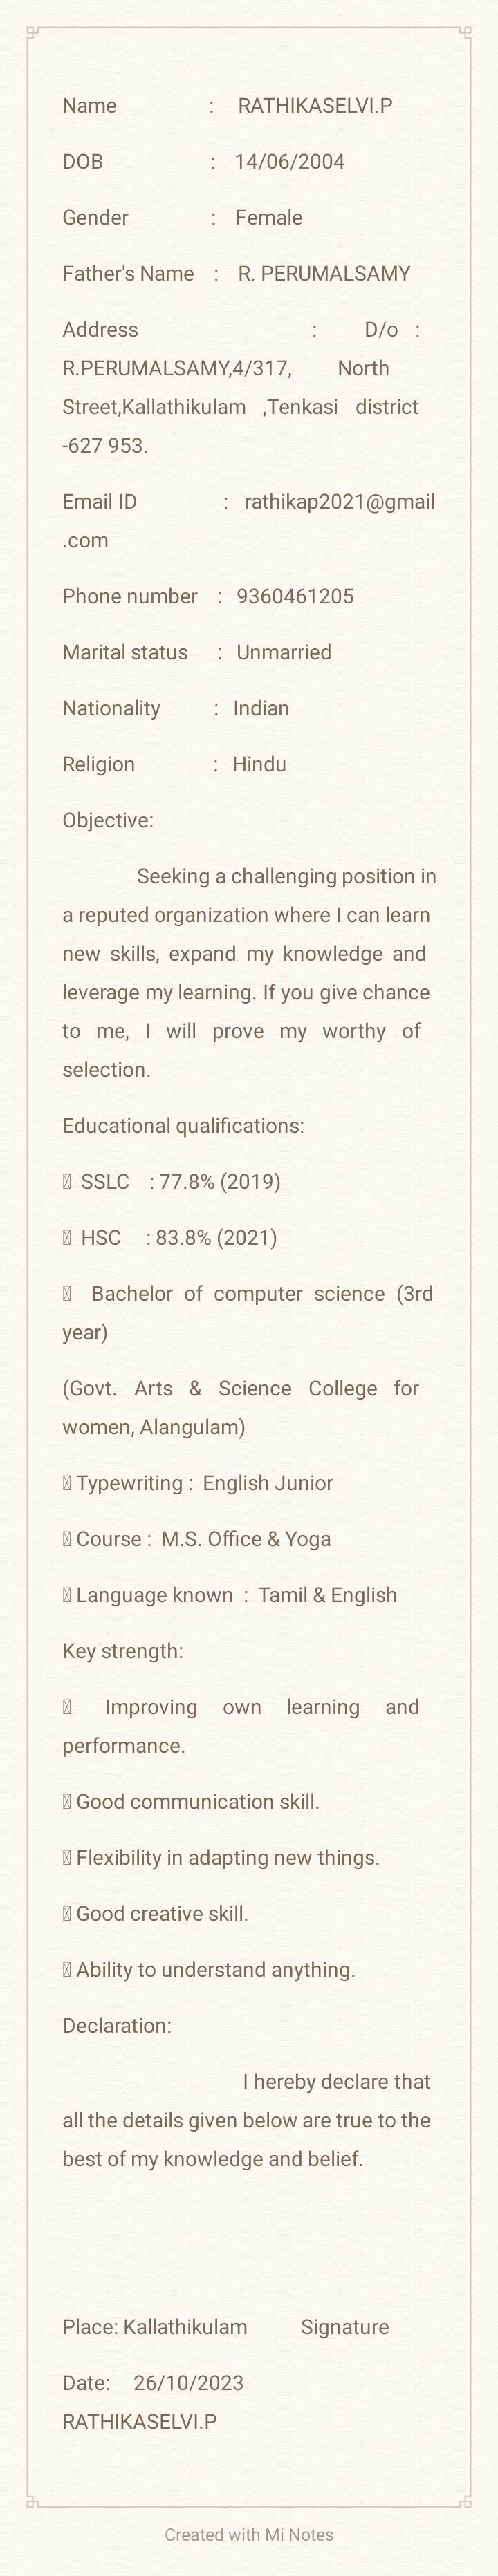 Name : RATHIKASELVI.P
DOB : 14/06/2004
Gender : Female
Father's Name : R. PERUMALSAMY
Address : D/o :
R.PERUMALSAMY,4/317, North
Street,Kallathikulam ,Tenkasi district
-627 953.
Email ID : rathikap2021@gmail
.com
Phone number : 9360461205
Marital status : Unmarried
Nationality : Indian
Religion : Hindu
Objective:
Seeking a challenging position in
a reputed organization where I can learn
new skills, expand my knowledge and
leverage my learning. If you give chance
to me, I will prove my worthy of
selection.
Educational qualifications:
SSLC : 77.8% (2019)
HSC : 83.8% (2021)
Bachelor of computer science (3rd
year)
(Govt. Arts & Science College for
women, Alangulam)
Typewriting : English Junior
Course : M.S. Office & Yoga
Language known : Tamil & English
Key strength:
Improving own learning and
performance.
Good communication skill.
Flexibility in adapting new things.
Good creative skill.
Ability to understand anything.
Declaration:
I hereby declare that
all the details given below are true to the
best of my knowledge and belief.
Place: Kallathikulam Signature
Date: 26/10/2023
RATHIKASELVI.P
Created with Mi Notes